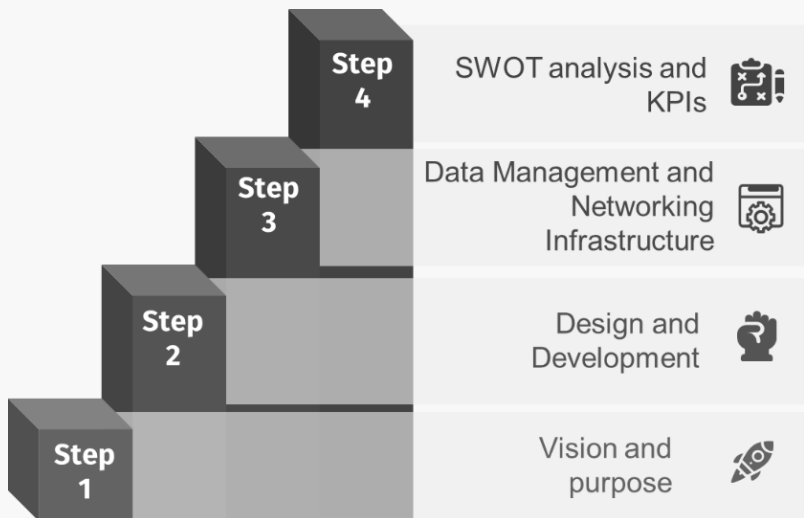 Step
4
SWOT analysis and
KPIs
Step
3
Data Management and
Networking
Infrastructure
Step
2
Design and
Development
Step
1
Vision and
purpose